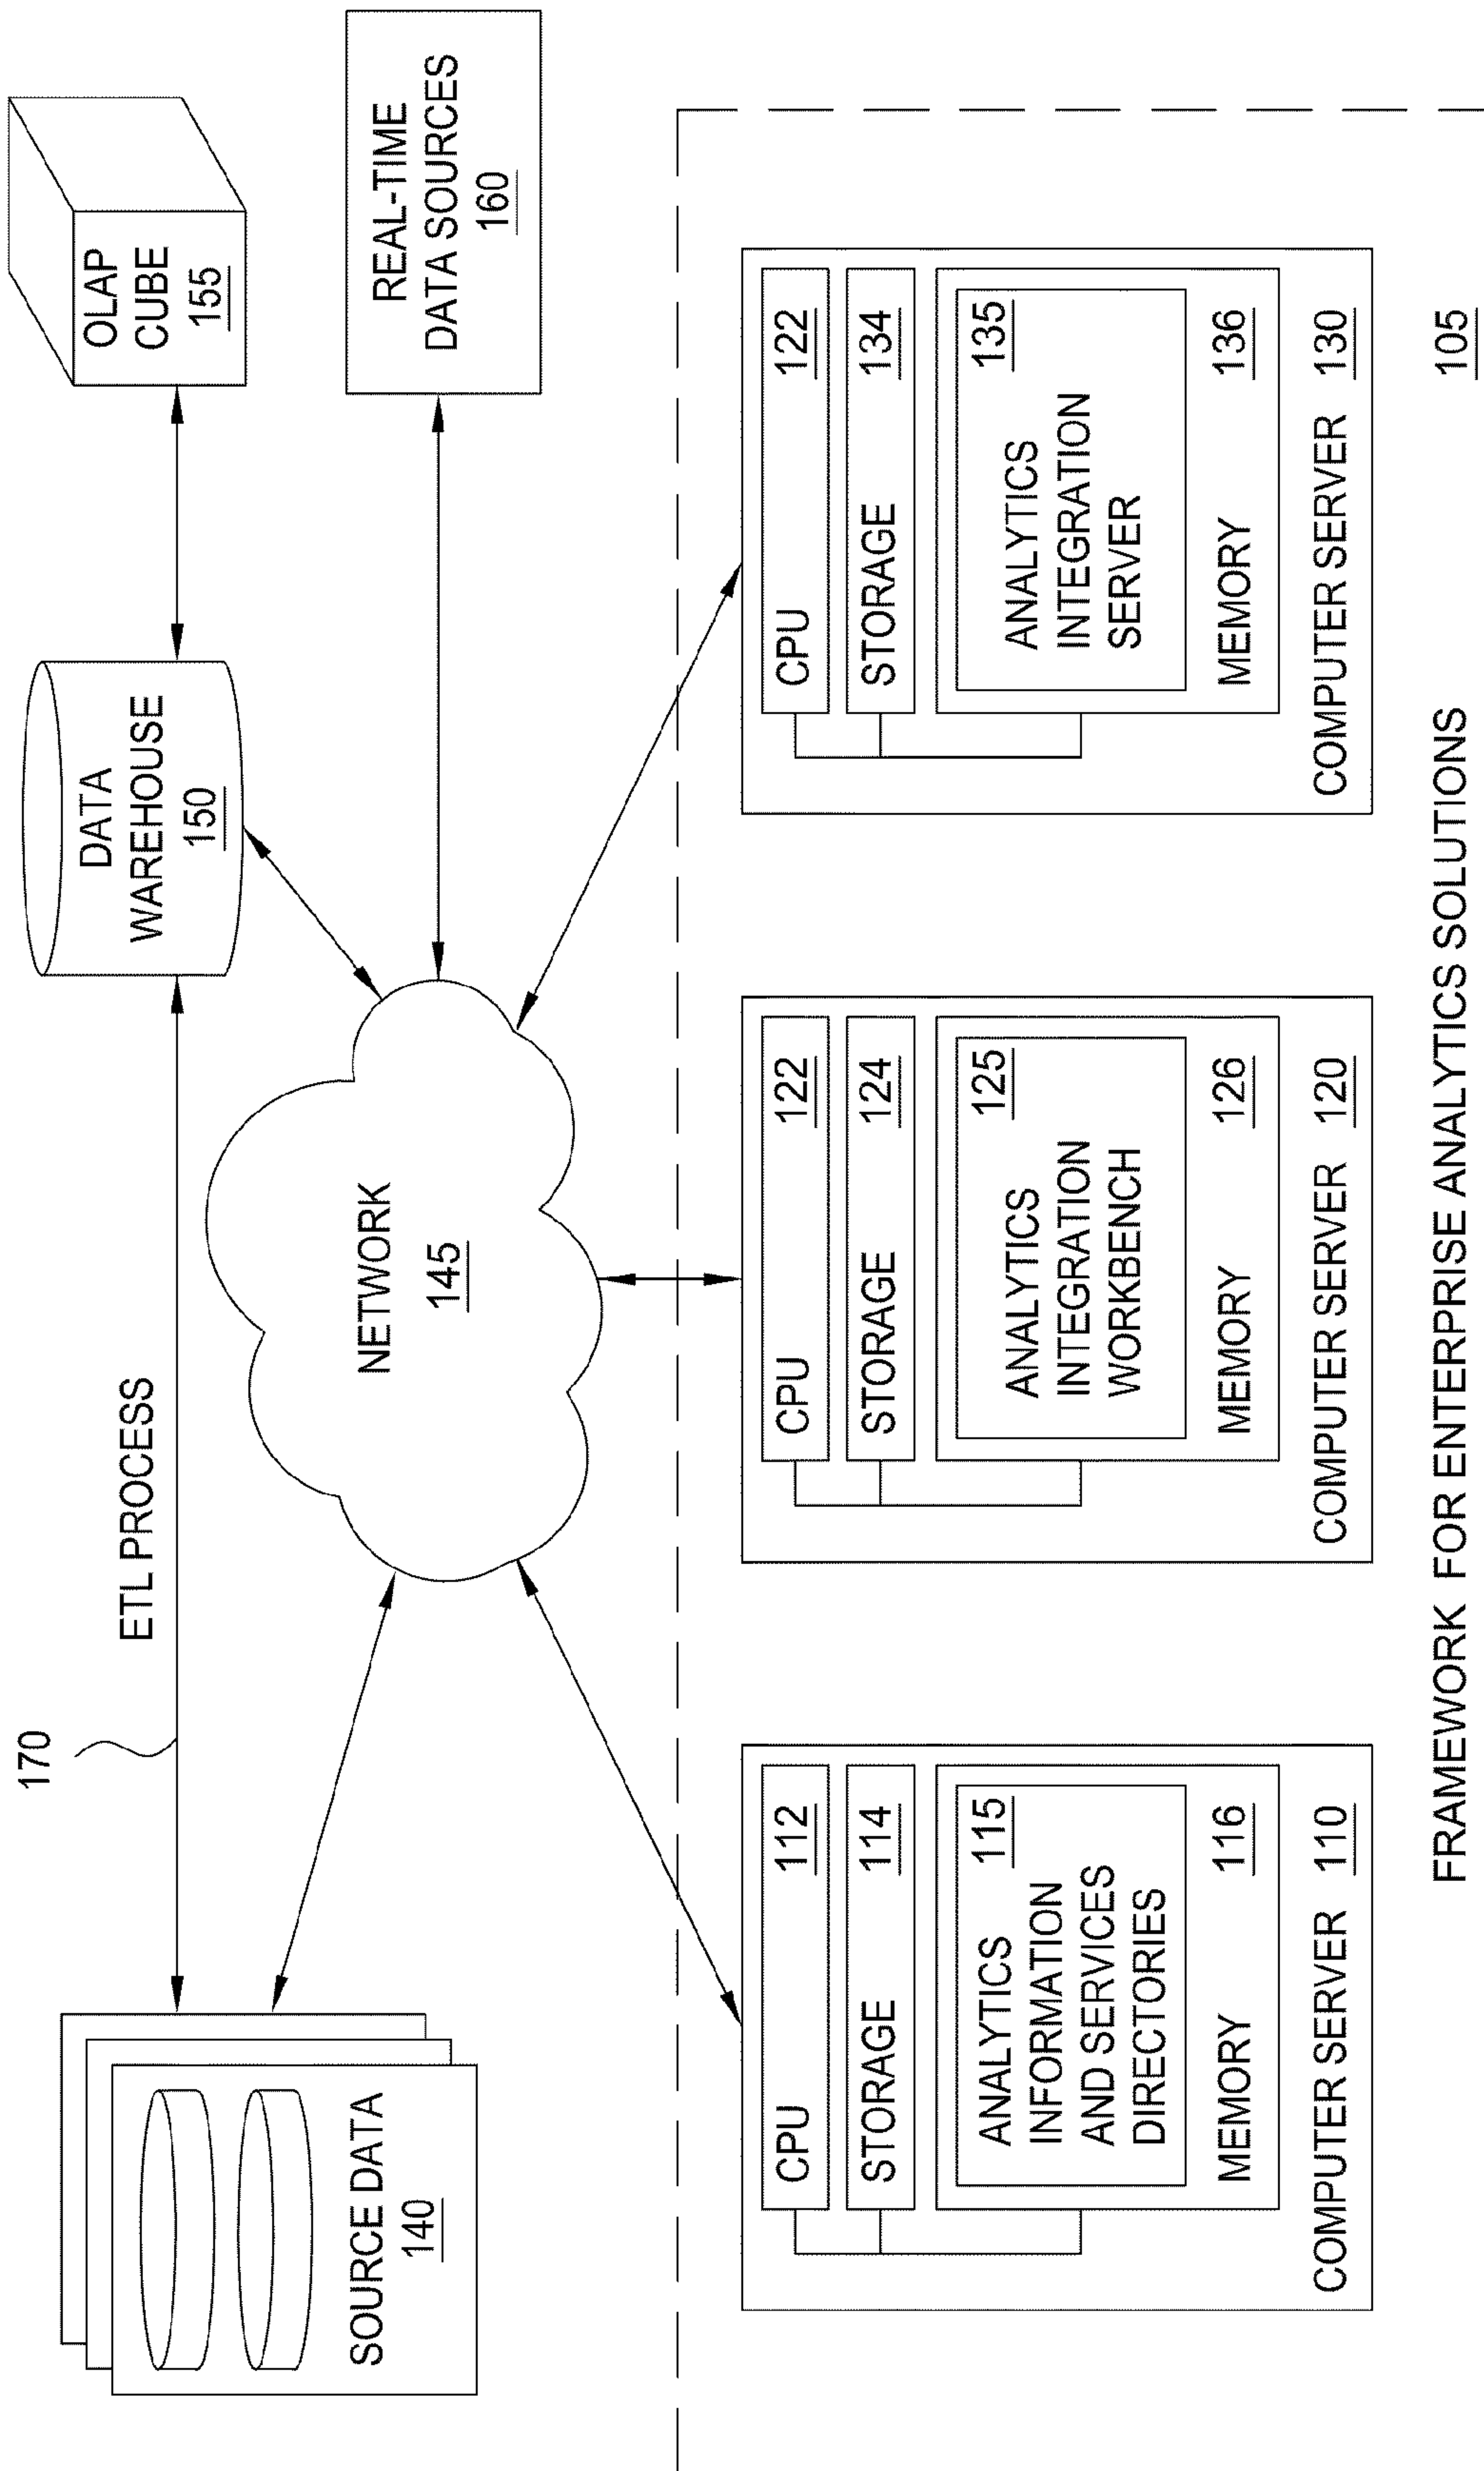 170
ETL PROCESS
SOURCE DATA
140
DATA
WAREHOUSE
150
OLAP
CUBE
155
NETWORK
145
REAL-TIME
DATA SOURCES
160
CPU 112
STORAGE 114
ANALYTICS 115
INFORMATION
AND SERVICES
DIRECTORIES
MEMORY 116
COMPUTER SERVER 110
CPU 122
STORAGE 124
ANALYTICS 125
INTEGRATION
WORKBENCH
MEMORY 126
COMPUTER SERVER 120
CPU 122
STORAGE 134
ANALYTICS 135
INTEGRATION
SERVER
MEMORY 136
COMPUTER SERVER 130
FRAMEWORK FOR ENTERPRISE ANALYTICS SOLUTIONS 105